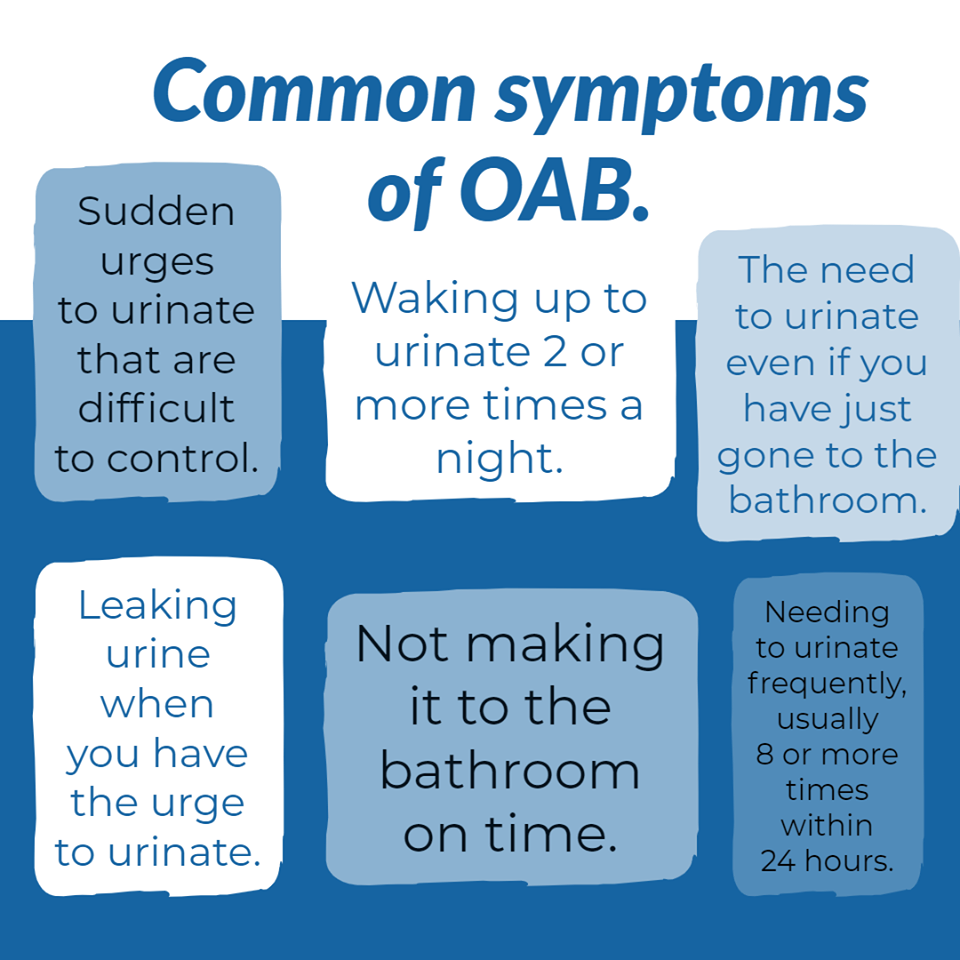 Common symptoms
of OAB.
Sudden
urges
to urinate
that are
difficult
to control.
Waking up to
urinate 2 or
more times a
night.
The need
to urinate
even if you
have just
gone to the
bathroom.
Leaking
urine
when
you have
the urge
to urinate.
Not making
it to the
bathroom
on time.
Needing
to urinate
frequently,
usually
8 or more
times
within
24 hours.